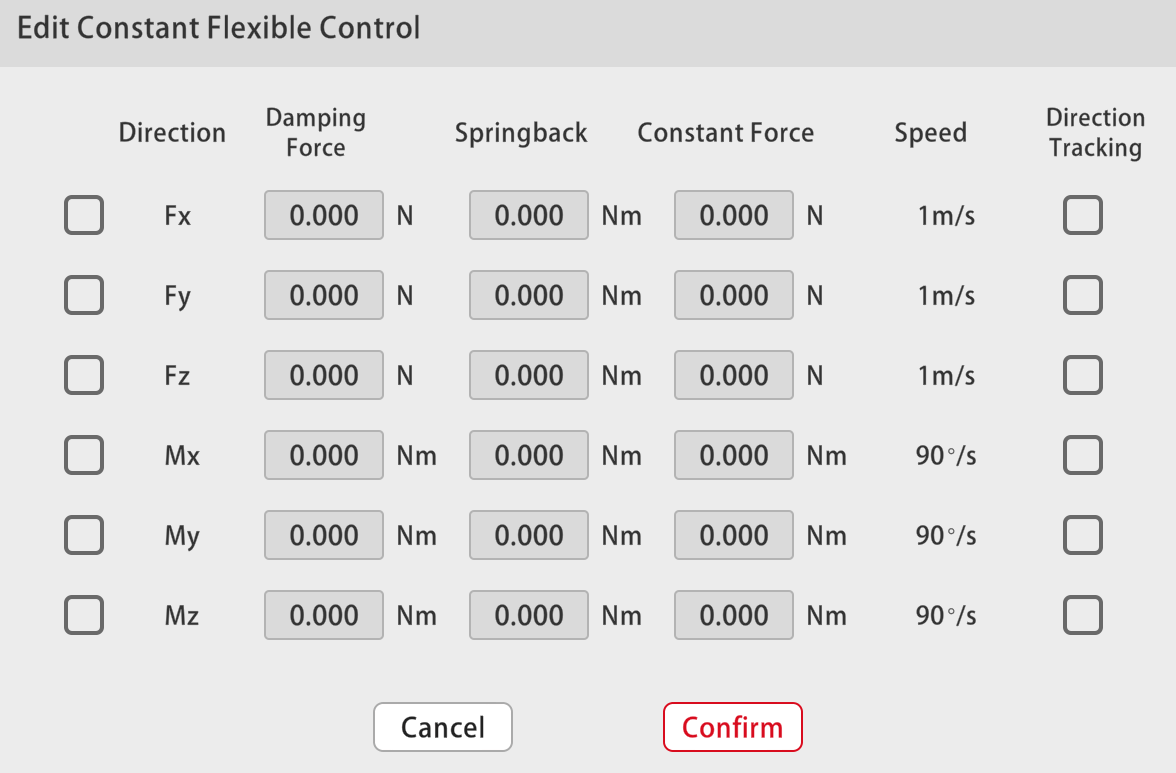 Edit Constant Flexible Control
Direction Damping Force Springback Constant Force Speed Direction Tracking
Fx 0.000 N 0.000 Nm 0.000 N 1m/s
Fy 0.000 N 0.000 Nm 0.000 N 1m/s
Fz 0.000 N 0.000 Nm 0.000 N 1m/s
Mx 0.000 Nm 0.000 Nm 0.000 Nm 90°/s
My 0.000 Nm 0.000 Nm 0.000 Nm 90°/s
Mz 0.000 Nm 0.000 Nm 0.000 Nm 90°/s
Cancel Confirm